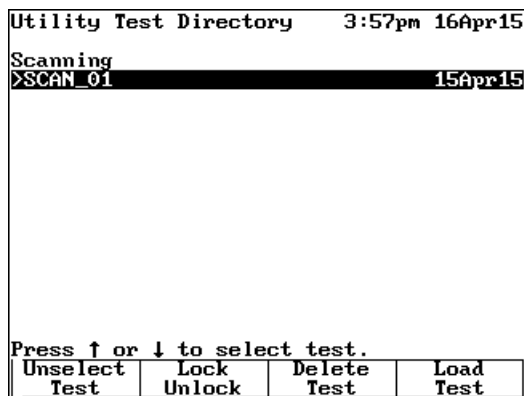 Utility Test Directory 3:57pm 16Apr15
Scanning
>SCAN_01 15Apr15
Press ↑ or ↓ to select test.
Unselect Lock Delete Load
Test Unlock Test Test